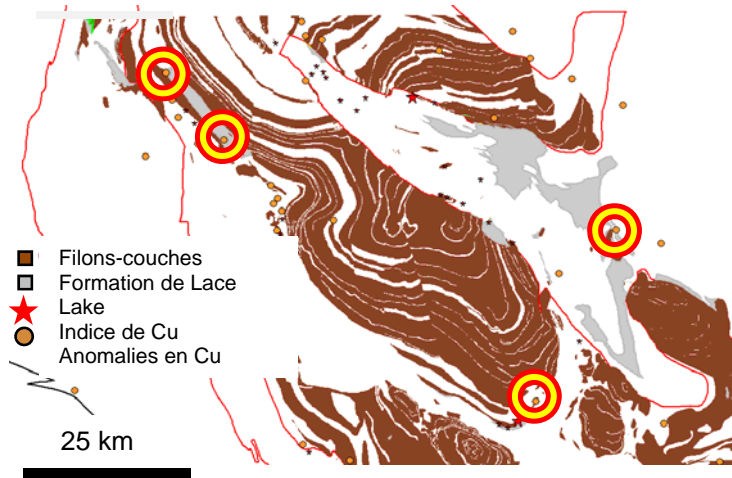 Filons-couches
Formation de Lace
Lake
Indice de Cu
Anomalies en Cu
25 km